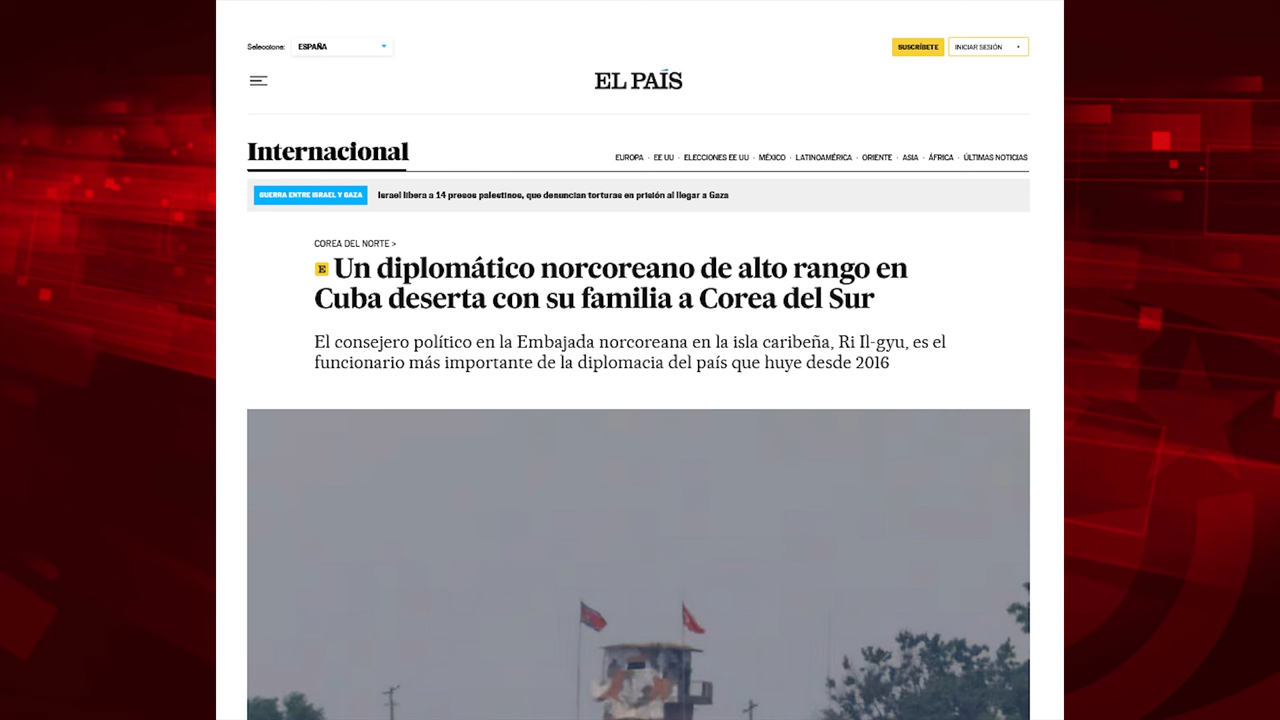 Seleccione: ESPAÑA
SUSCRÍBETE INICIAR SESIÓN
EL PAÍS
Internacional
EUROPA · EE UU · ELECCIONES EE UU · MÉXICO · LATINOAMÉRICA · ORIENTE · ASIA · ÁFRICA · ÚLTIMAS NOTICIAS
GUERRA ENTRE ISRAEL Y GAZA Israel libera a 14 presos palestinos, que denuncian torturas en prisión al llegar a Gaza
COREA DEL NORTE >
E Un diplomático norcoreano de alto rango en
Cuba deserta con su familia a Corea del Sur
El consejero político en la Embajada norcoreana en la isla caribeña, Ri Il-gyu, es el
funcionario más importante de la diplomacia del país que huye desde 2016